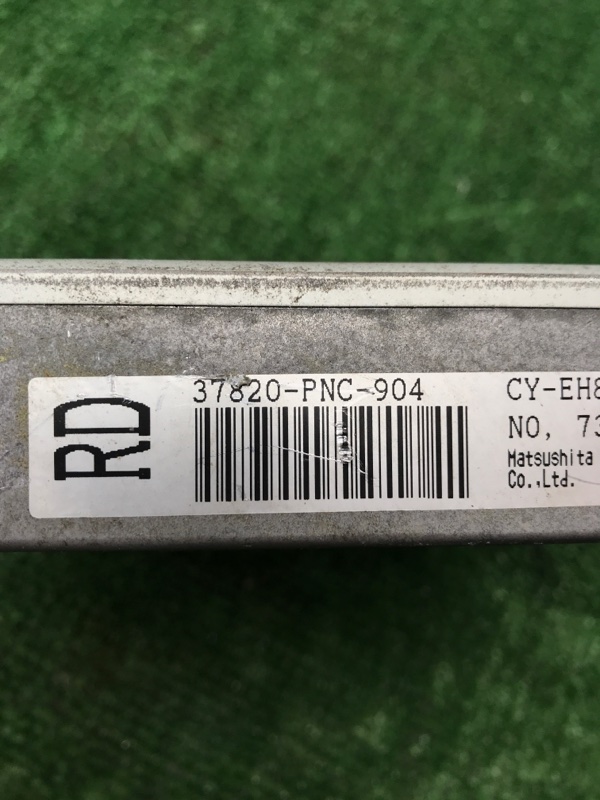 RD
37820-PNC-904
CY-EH8
NO, 73
Matsushita
Co.,Ltd.